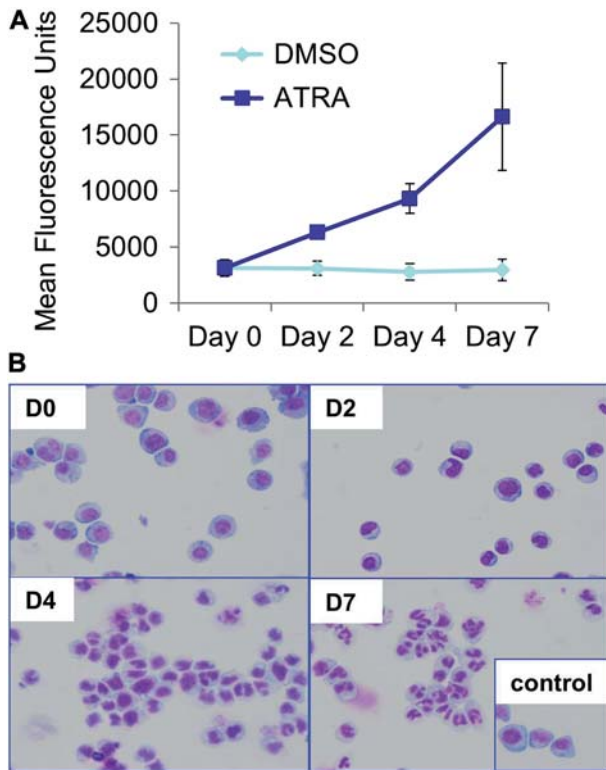 A
Mean Fluorescence Units
25000
20000
15000
10000
5000
0
DMSO
ATRA
Day 0 Day 2 Day 4 Day 7
B
D0
D2
D4
D7
control